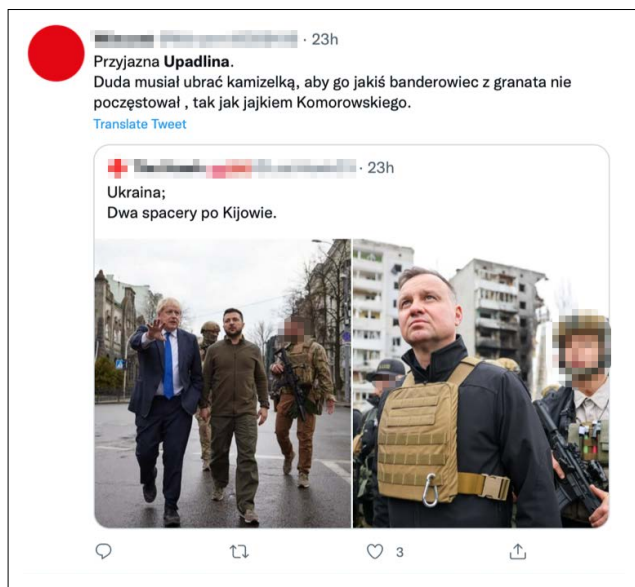 · 23h
Przyjazna Upadlina.
Duda musiał ubrać kamizelką, aby go jakiś banderowiec z granata nie
poczęstował , tak jak jajkiem Komorowskiego.
Translate Tweet
· 23h
Ukraina;
Dwa spacery po Kijowie.
3